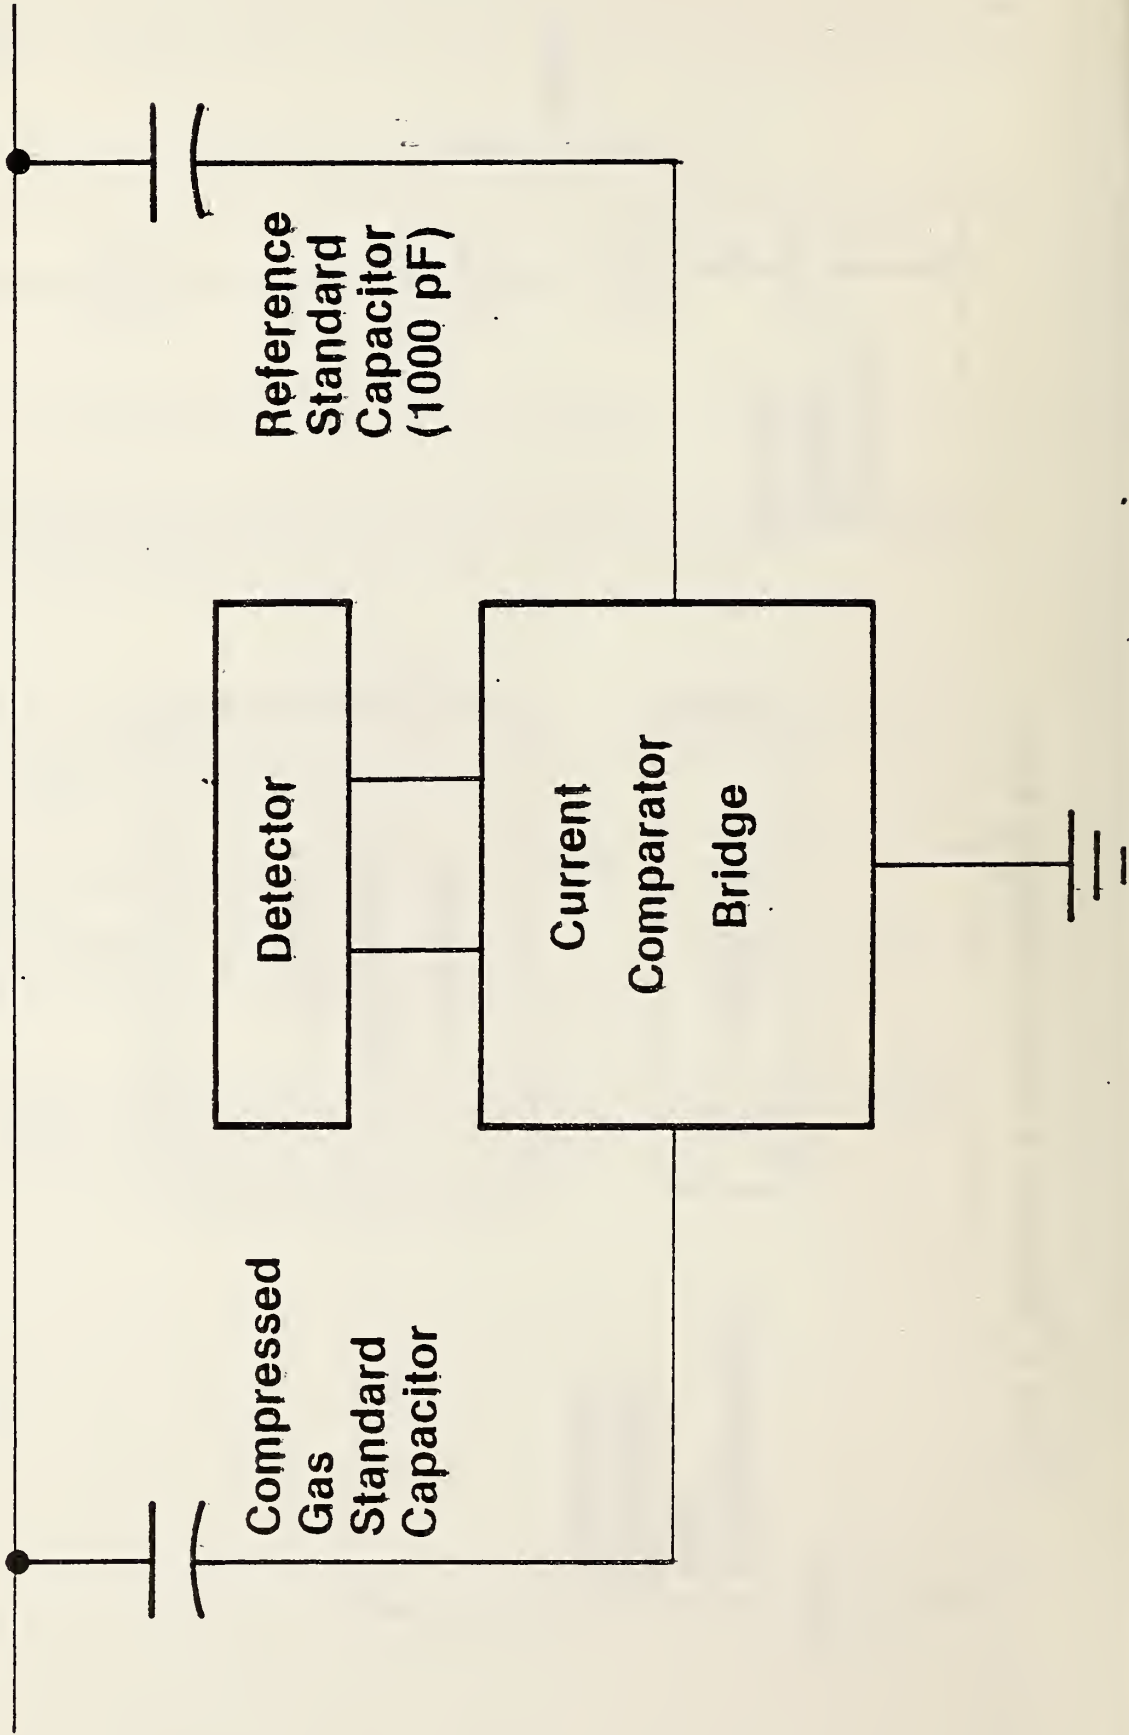 Compressed
Gas
Standard
Capacitor
Detector
Current
Comparator
Bridge
Reference
Standard
Capacitor
(1000 pF)